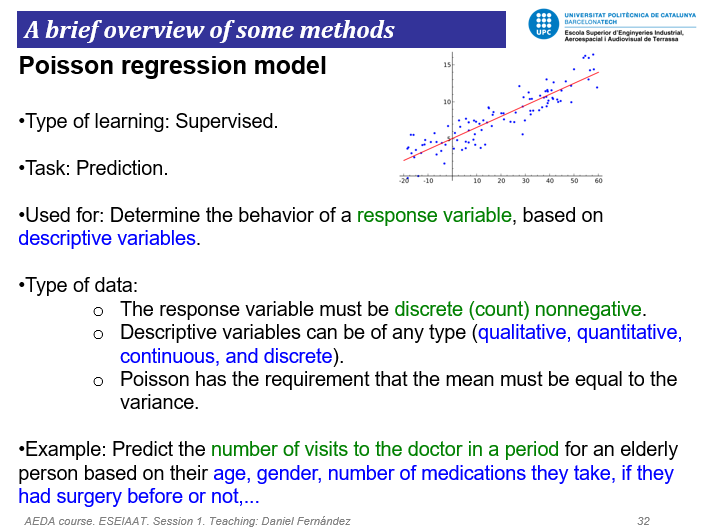 A brief overview of some methods
UPC
UNIVERSITAT POLITÈCNICA DE CATALUNYA
BARCELONATECH
Escola Superior d'Enginyeries Industrial,
Aeroespacial i Audiovisual de Terrassa
Poisson regression model
15
10
5
-20 -10 10 20 30 40 50 60
•Type of learning: Supervised.
•Task: Prediction.
•Used for: Determine the behavior of a response variable, based on
descriptive variables.
•Type of data:
o The response variable must be discrete (count) nonnegative.
o Descriptive variables can be of any type (qualitative, quantitative,
continuous, and discrete).
o Poisson has the requirement that the mean must be equal to the
variance.
•Example: Predict the number of visits to the doctor in a period for an elderly
person based on their age, gender, number of medications they take, if they
had surgery before or not,...
AEDA course. ESEIAAT. Session 1. Teaching: Daniel Fernández
32